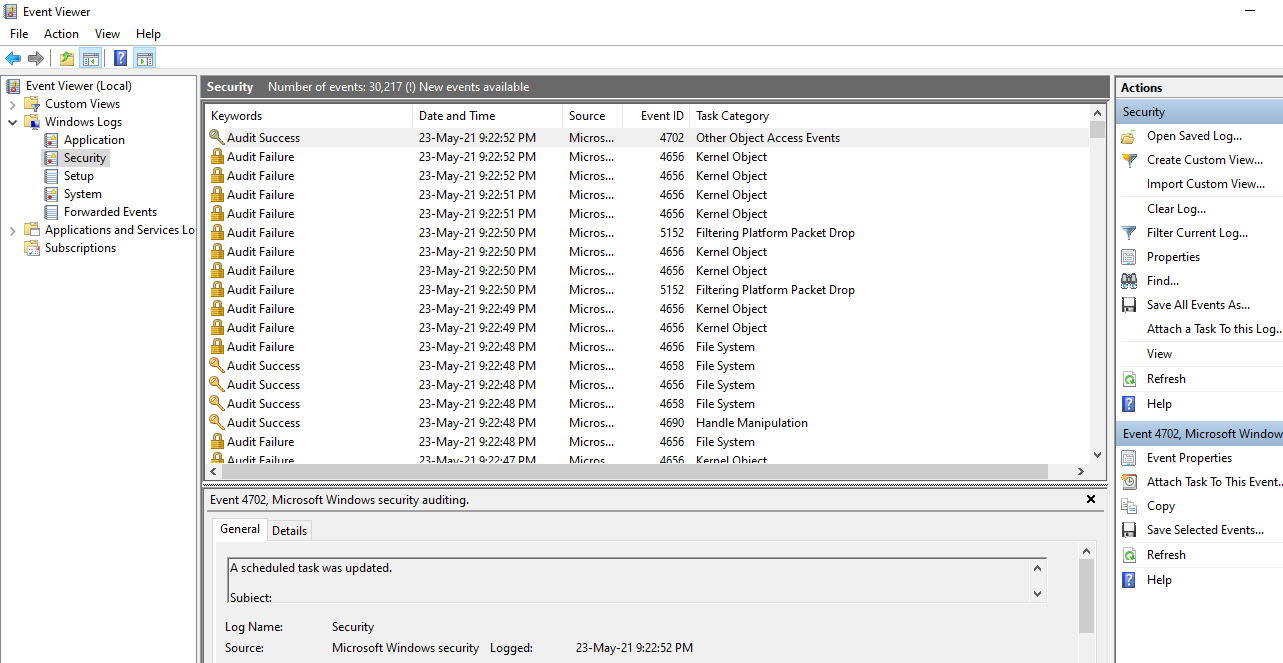 Event Viewer
File Action View Help
Event Viewer (Local)
Custom Views
Windows Logs
Application
Security
Setup
System
Forwarded Events
Applications and Services Lo
Subscriptions
Security Number of events: 30,217 (!) New events available
Keywords Date and Time Source Event ID Task Category
Audit Success 23-May-21 9:22:52 PM Micros... 4702 Other Object Access Events
Audit Failure 23-May-21 9:22:52 PM Micros... 4656 Kernel Object
Audit Failure 23-May-21 9:22:52 PM Micros... 4656 Kernel Object
Audit Failure 23-May-21 9:22:51 PM Micros... 4656 Kernel Object
Audit Failure 23-May-21 9:22:51 PM Micros... 4656 Kernel Object
Audit Failure 23-May-21 9:22:50 PM Micros... 5152 Filtering Platform Packet Drop
Audit Failure 23-May-21 9:22:50 PM Micros... 4656 Kernel Object
Audit Failure 23-May-21 9:22:50 PM Micros... 4656 Kernel Object
Audit Failure 23-May-21 9:22:50 PM Micros... 5152 Filtering Platform Packet Drop
Audit Failure 23-May-21 9:22:49 PM Micros... 4656 Kernel Object
Audit Failure 23-May-21 9:22:49 PM Micros... 4656 Kernel Object
Audit Failure 23-May-21 9:22:48 PM Micros... 4656 File System
Audit Success 23-May-21 9:22:48 PM Micros... 4658 File System
Audit Success 23-May-21 9:22:48 PM Micros... 4656 File System
Audit Success 23-May-21 9:22:48 PM Micros... 4658 File System
Audit Success 23-May-21 9:22:48 PM Micros... 4690 Handle Manipulation
Audit Failure 23-May-21 9:22:48 PM Micros... 4656 File System
Audit Failure 23-May-21 9:22:47 PM Micros... 4656 Kernel Object
Event 4702, Microsoft Windows security auditing.
General Details
A scheduled task was updated.
Subject:
Log Name: Security
Source: Microsoft Windows security Logged: 23-May-21 9:22:52 PM
Actions
Security
Open Saved Log...
Create Custom View...
Import Custom View...
Clear Log...
Filter Current Log...
Properties
Find...
Save All Events As...
Attach a Task To this Log..
View
Refresh
Help
Event 4702, Microsoft Window
Event Properties
Attach Task To This Event..
Copy
Save Selected Events...
Refresh
Help